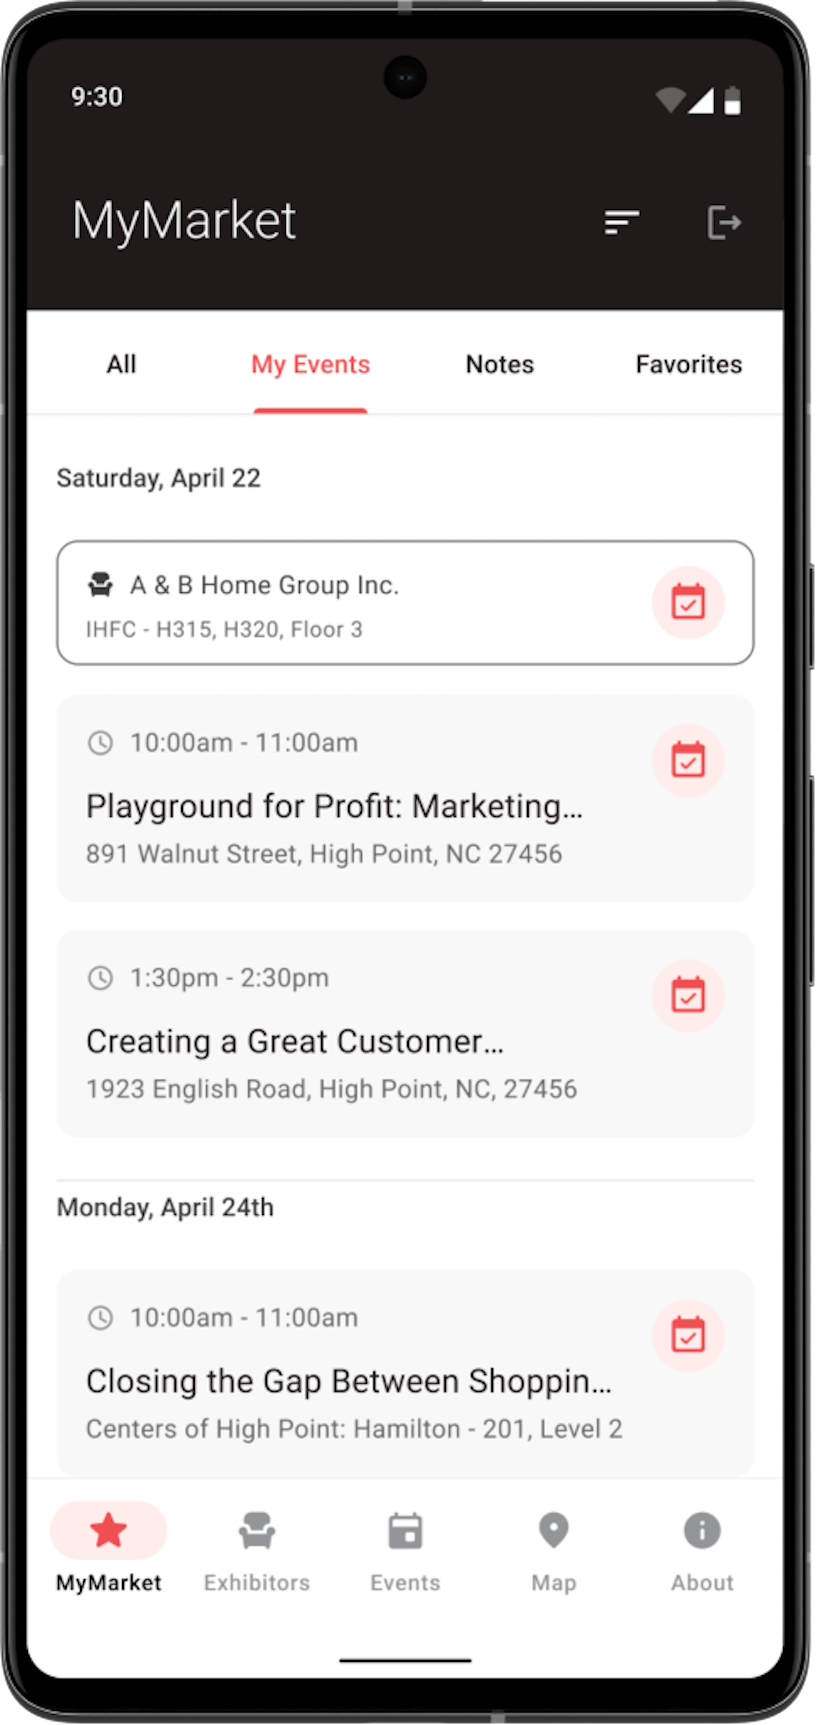 9:30
MyMarket
All My Events Notes Favorites
Saturday, April 22
A & B Home Group Inc.
IHFC - H315, H320, Floor 3
10:00am - 11:00am
Playground for Profit: Marketing...
891 Walnut Street, High Point, NC 27456
1:30pm - 2:30pm
Creating a Great Customer...
1923 English Road, High Point, NC, 27456
Monday, April 24th
10:00am - 11:00am
Closing the Gap Between Shoppin...
Centers of High Point: Hamilton - 201, Level 2
MyMarket Exhibitors Events Map About